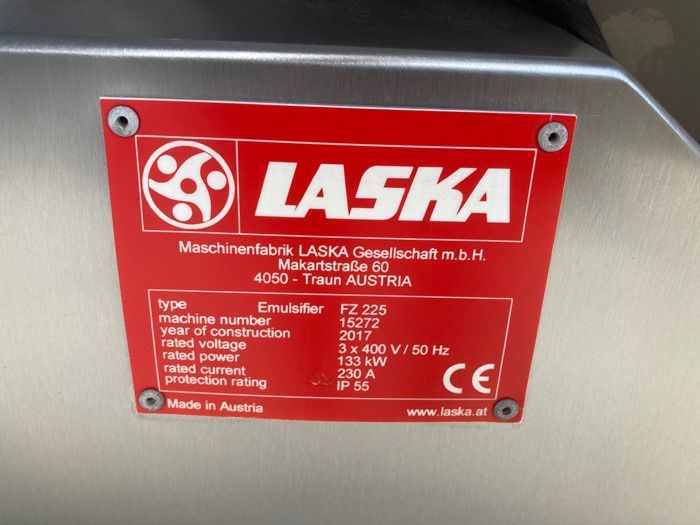 LASKA
Maschinenfabrik LASKA Gesellschaft m.b.H.
Makartstraße 60
4050 - Traun AUSTRIA
type Emulsifier FZ 225
machine number 15272
year of construction 2017
rated voltage 3 x 400 V / 50 Hz
rated power 133 kW
rated current 230 A
protection rating IP 55
CE
Made in Austria www.laska.at